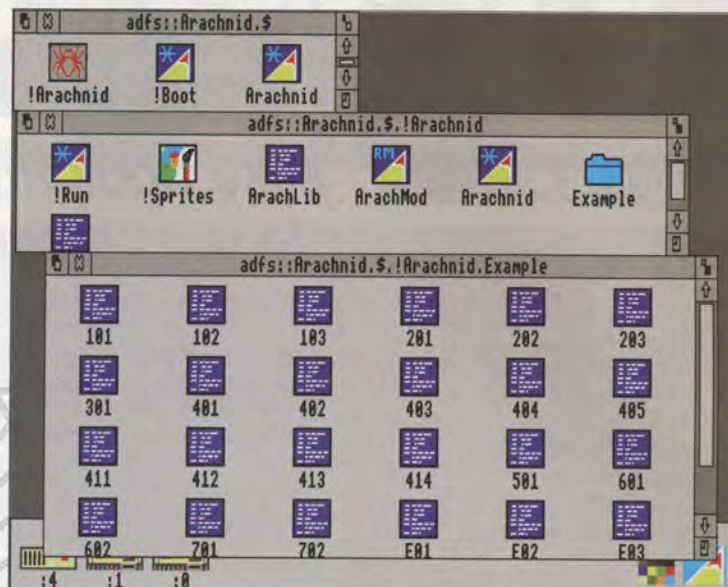 adfs::Arachnid.$
!Arachnid !Boot Arachnid
adfs::Arachnid.$.!Arachnid
!Run !Sprites ArachLib ArachMod Arachnid Example
RM
adfs::Arachnid.$.!Arachnid.Example
101 102 103 201 202 203
301 401 402 403 404 405
411 412 413 414 501 601
602 701 702 E01 E02 E03
:4 :1 :0